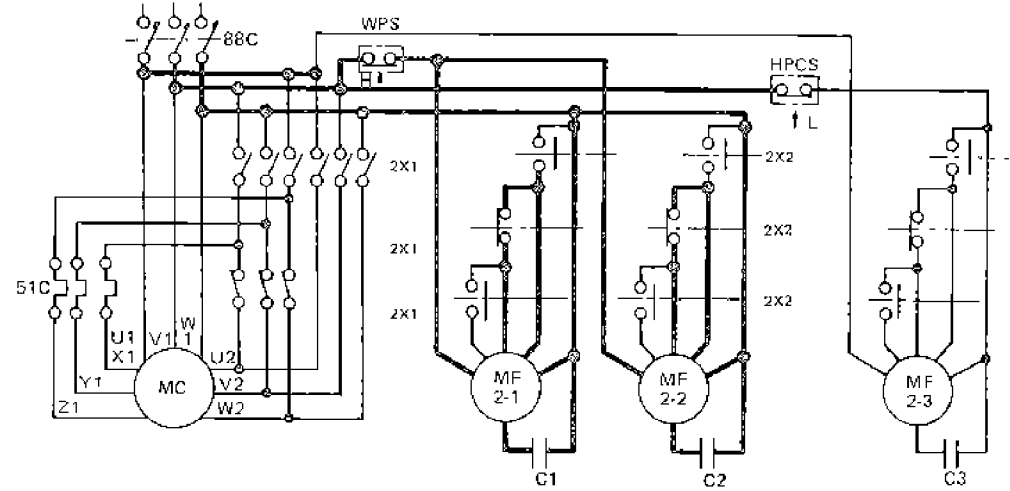 WPS
88C
HPCS
H
L
2X1
2X2
2X1
2X2
51C
2X1
2X2
U1
V1
W
1
X1
U2
Y1
MC
V2
Z1
W2
MF
2-1
MF
2-2
MF
2-3
C1
C2
C3